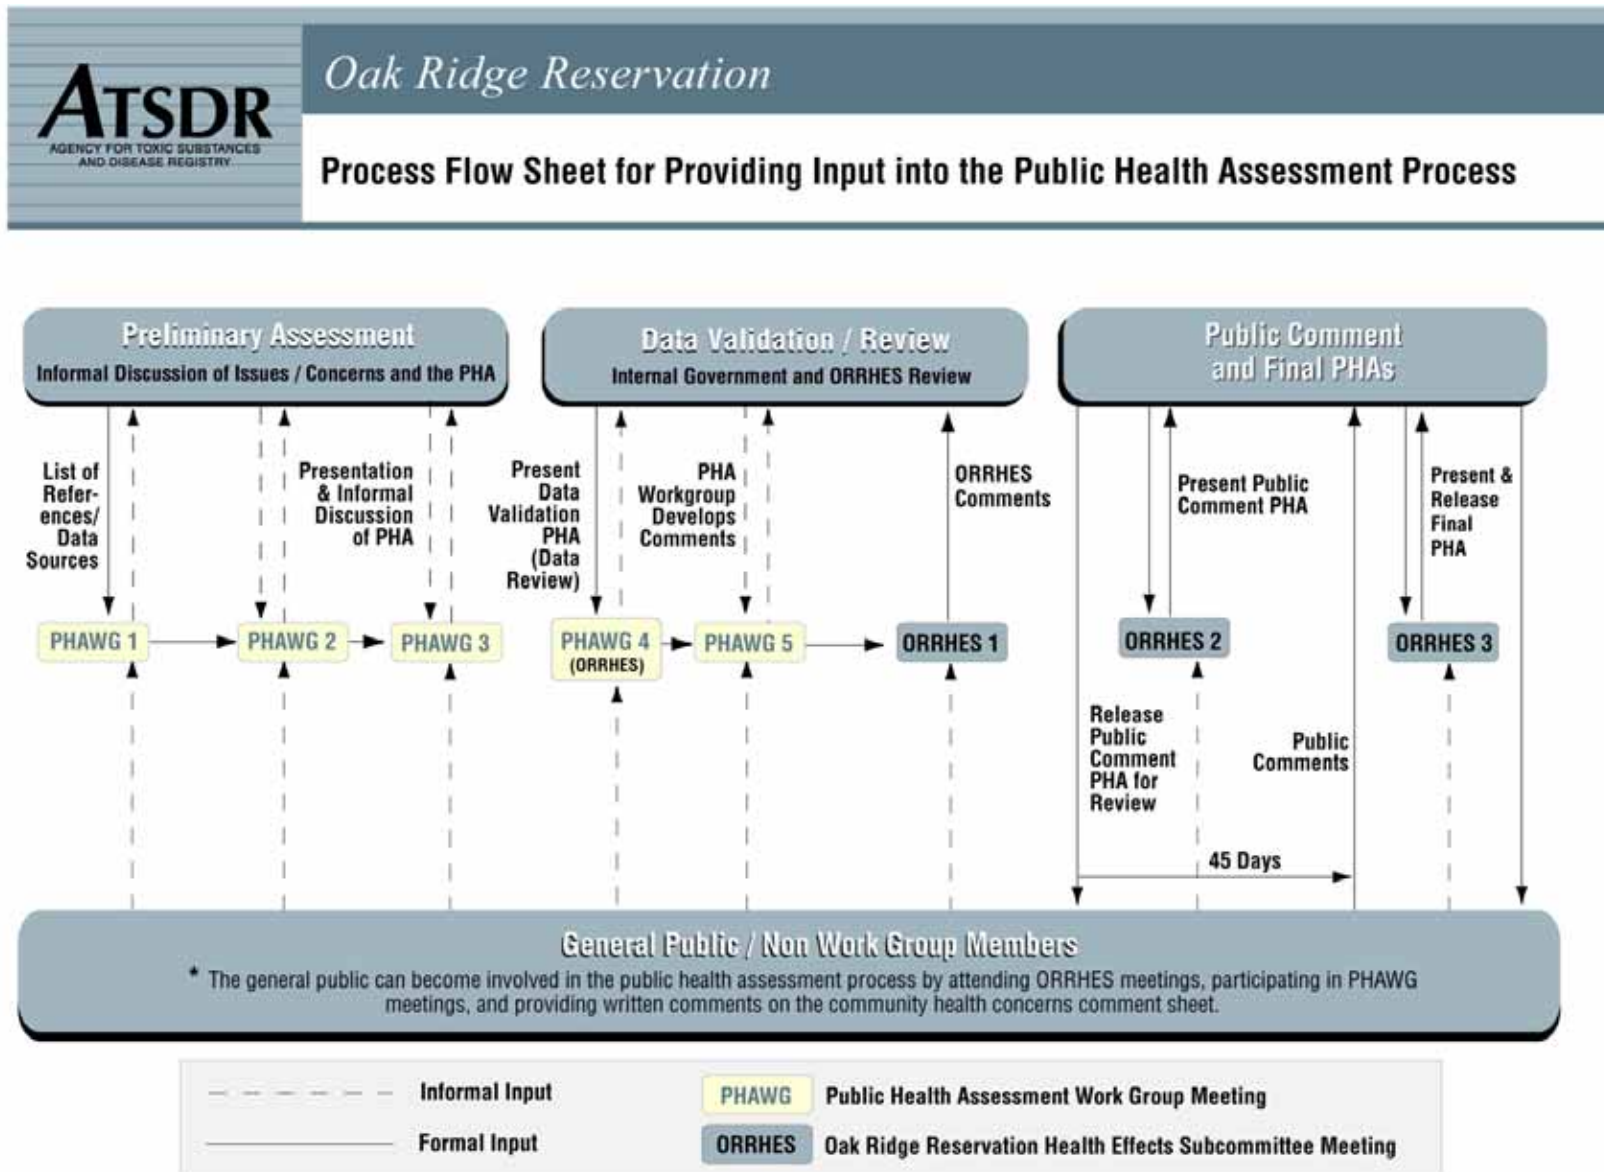 ATSDR
AGENCY FOR TOXIC SUBSTANCES
AND DISEASE REGISTRY
Oak Ridge Reservation
Process Flow Sheet for Providing Input into the Public Health Assessment Process
Preliminary Assessment
Informal Discussion of Issues / Concerns and the PHA
Data Validation / Review
Internal Government and ORRHES Review
Public Comment
and Final PHAs
List of
Refer-
ences/
Data
Sources
Presentation
& Informal
Discussion
of PHA
Present
Data
Validation
PHA
(Data
Review)
PHA
Workgroup
Develops
Comments
ORRHES
Comments
Present Public
Comment PHA
Present &
Release
Final
PHA
PHAWG 1
PHAWG 2
PHAWG 3
PHAWG 4
(ORRHES)
PHAWG 5
ORRHES 1
ORRHES 2
ORRHES 3
Release
Public
Comment
PHA for
Review
Public
Comments
45 Days
General Public / Non Work Group Members
* The general public can become involved in the public health assessment process by attending ORRHES meetings, participating in PHAWG
meetings, and providing written comments on the community health concerns comment sheet.
Informal Input
PHAWG Public Health Assessment Work Group Meeting
Formal Input
ORRHES Oak Ridge Reservation Health Effects Subcommittee Meeting